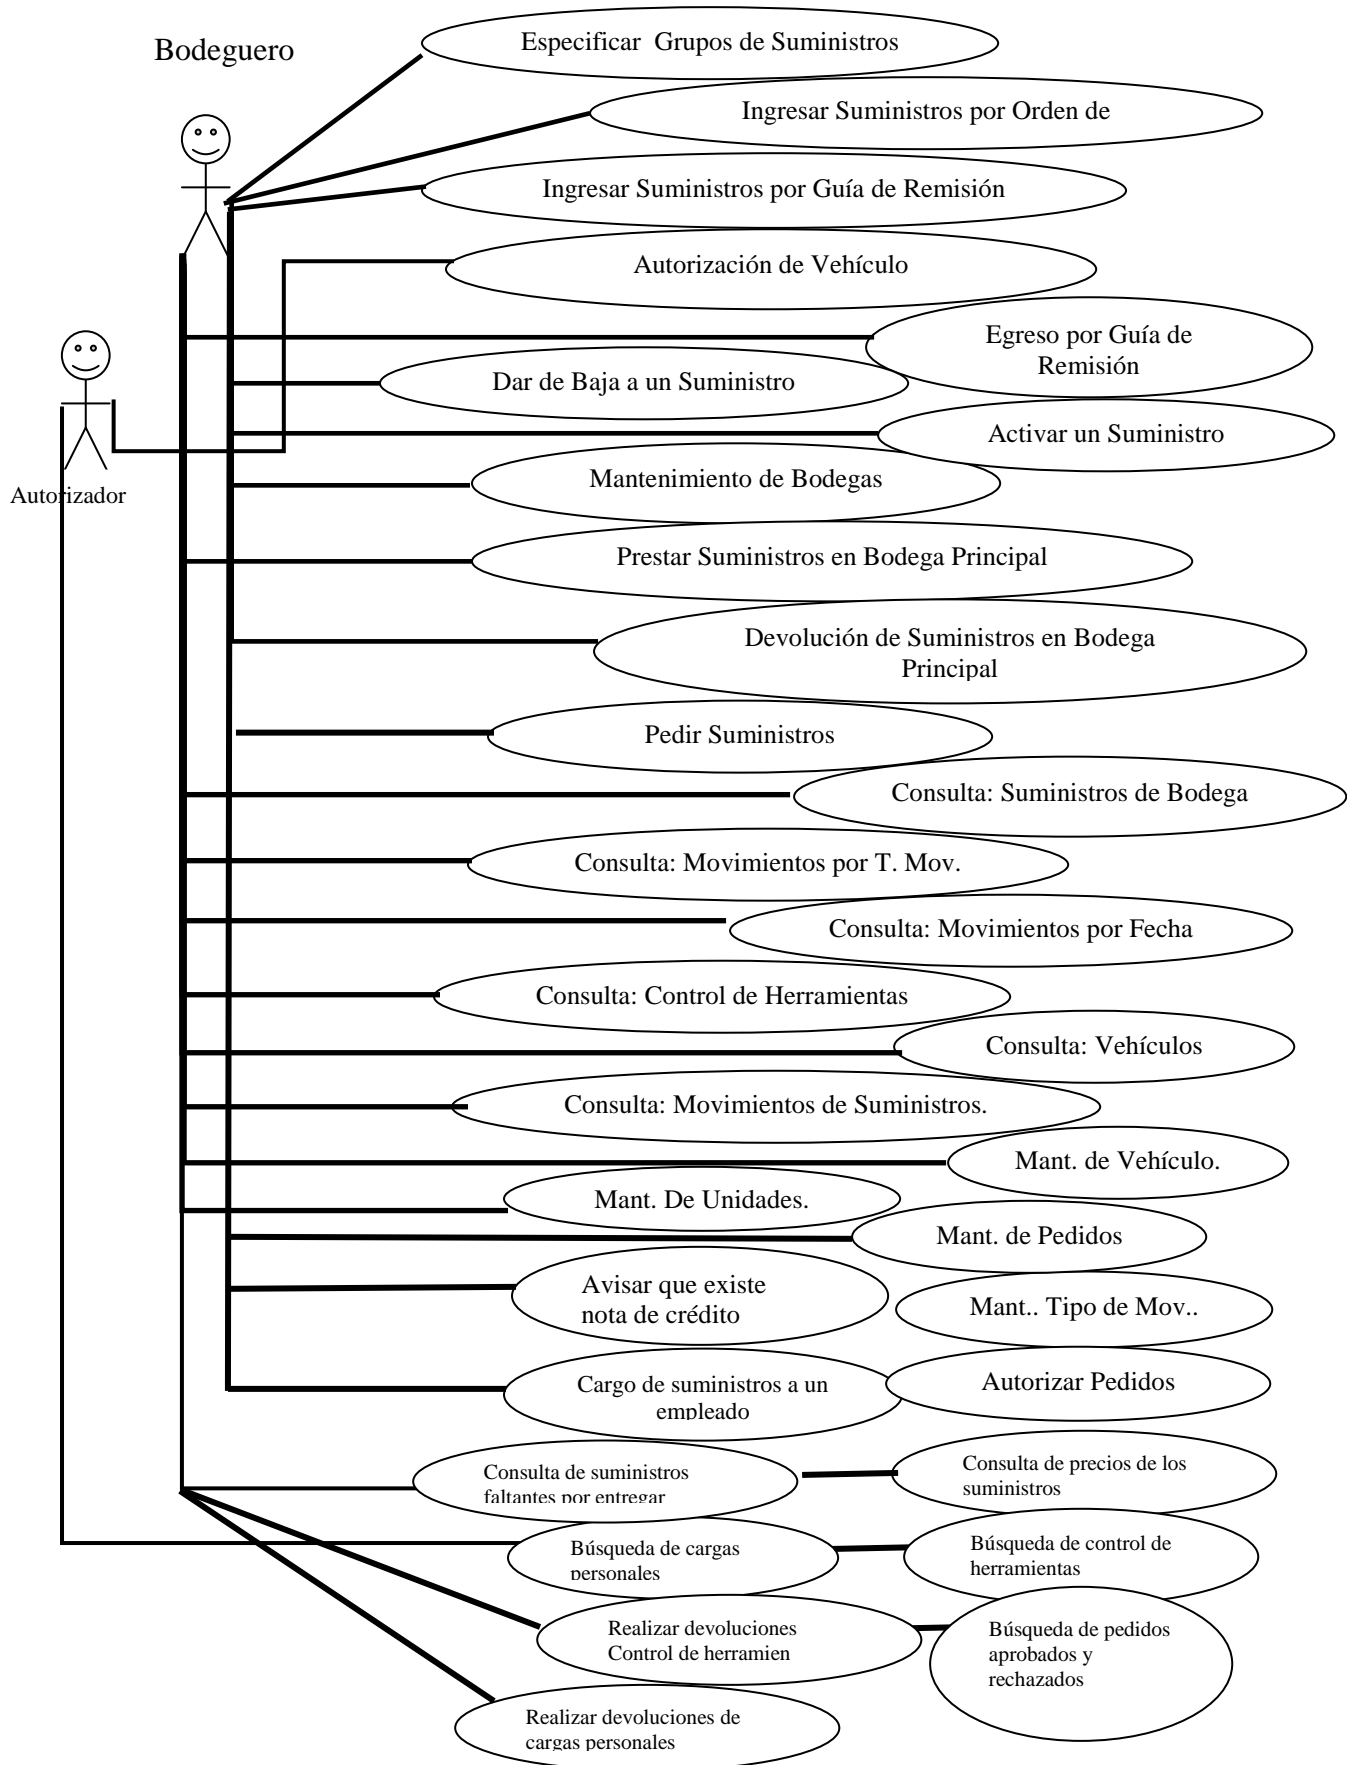 Bodeguero
Especificar Grupos de Suministros
Ingresar Suministros por Orden de
Ingresar Suministros por Guía de Remisión
Autorización de Vehículo
Egreso por Guía de
Remisión
Dar de Baja a un Suministro
Activar un Suministro
Autorizador
Mantenimiento de Bodegas
Prestar Suministros en Bodega Principal
Devolución de Suministros en Bodega
Principal
Pedir Suministros
Consulta: Suministros de Bodega
Consulta: Movimientos por T. Mov.
Consulta: Movimientos por Fecha
Consulta: Control de Herramientas
Consulta: Vehículos
Consulta: Movimientos de Suministros.
Mant. de Vehículo.
Mant. De Unidades.
Mant. de Pedidos
Avisar que existe
nota de crédito
Mant.. Tipo de Mov..
Cargo de suministros a un
empleado
Autorizar Pedidos
Consulta de suministros
faltantes por entregar
Consulta de precios de los
suministros
Búsqueda de cargas
personales
Búsqueda de control de
herramientas
Realizar devoluciones
Control de herramien
Búsqueda de pedidos
aprobados y
rechazados
Realizar devoluciones de
cargas personales